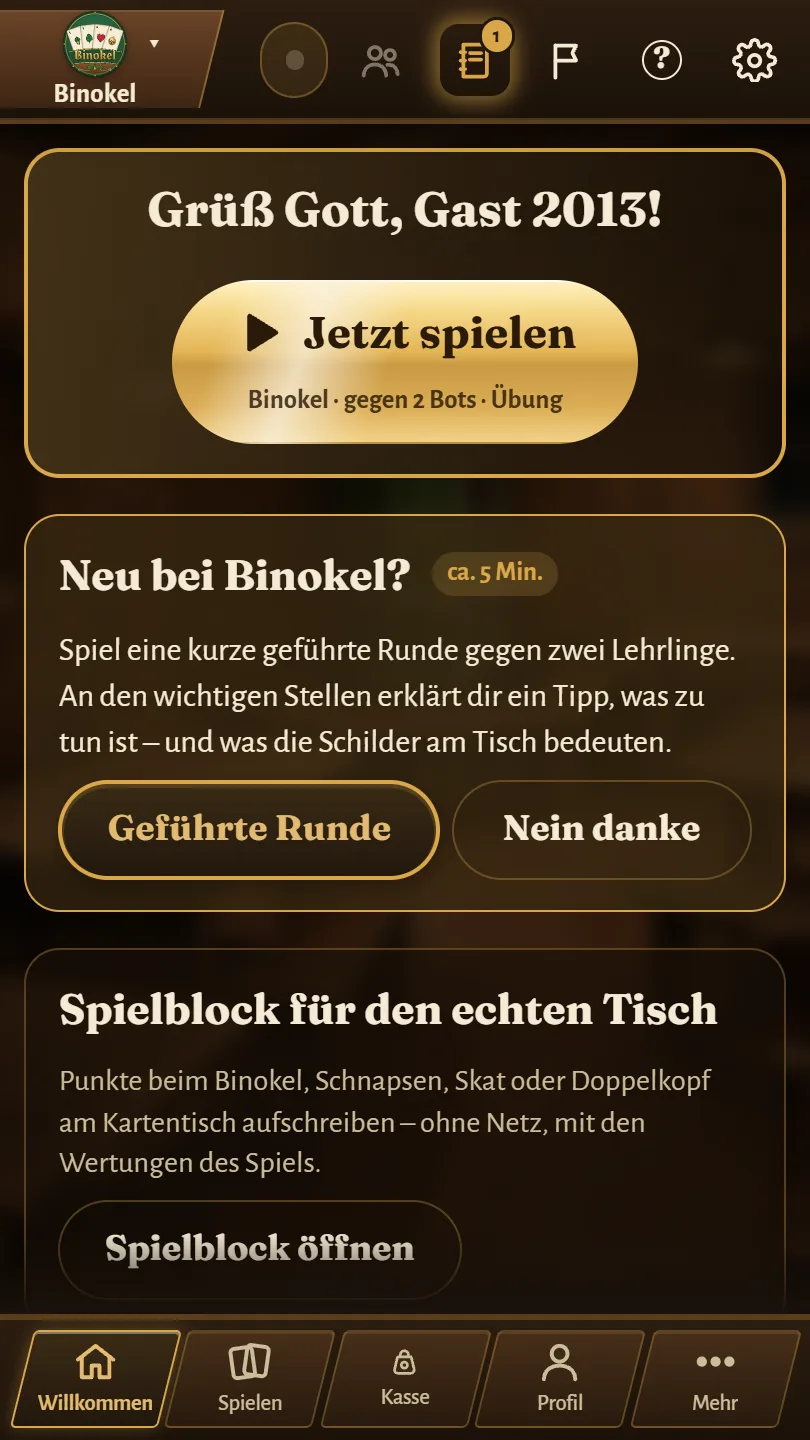 Binokel
Binokel
1
?
Grüß Gott, Gast 2013!
Jetzt spielen
Binokel · gegen 2 Bots · Übung
Neu bei Binokel?
ca. 5 Min.
Spiel eine kurze geführte Runde gegen zwei Lehrlinge.
An den wichtigen Stellen erklärt dir ein Tipp, was zu
tun ist – und was die Schilder am Tisch bedeuten.
Geführte Runde
Nein danke
Spielblock für den echten Tisch
Punkte beim Binokel, Schnapsen, Skat oder Doppelkopf
am Kartentisch aufschreiben – ohne Netz, mit den
Wertungen des Spiels.
Spielblock öffnen
Willkommen
Spielen
Kasse
Profil
Mehr